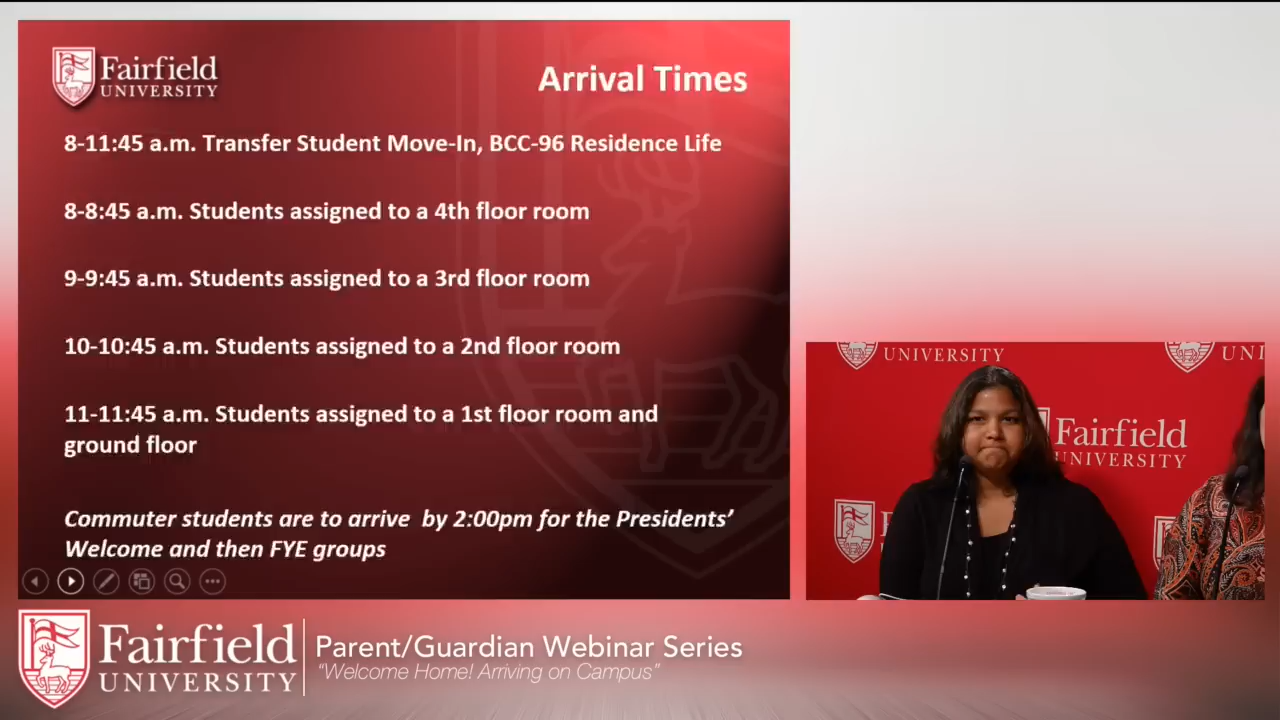 Fairfield
UNIVERSITY
Arrival Times
8-11:45 a.m. Transfer Student Move-In, BCC-96 Residence Life
8-8:45 a.m. Students assigned to a 4th floor room
9-9:45 a.m. Students assigned to a 3rd floor room
10-10:45 a.m. Students assigned to a 2nd floor room
11-11:45 a.m. Students assigned to a 1st floor room and
ground floor
Commuter students are to arrive by 2:00pm for the Presidents’
Welcome and then FYE groups
UNIVERSITY
UNI
Fairfield
UNIVERSITY
Fairfield
UNIVERSITY
Parent/Guardian Webinar Series
“Welcome Home! Arriving on Campus”